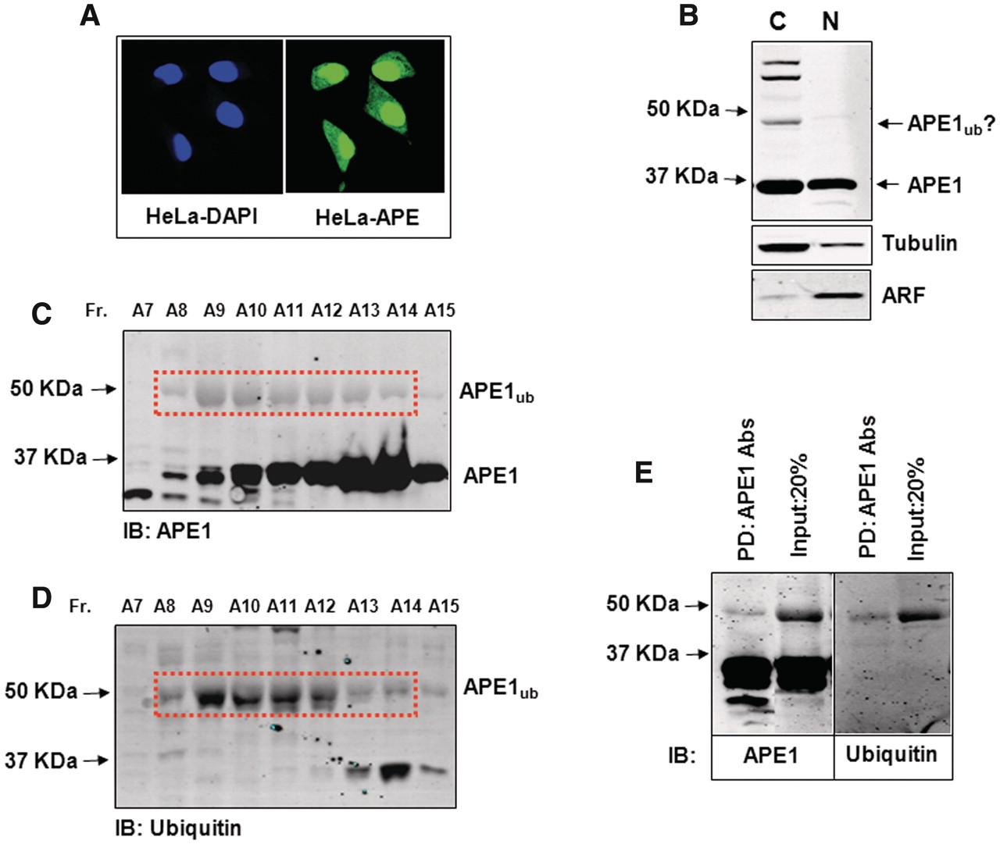 A
HeLa-DAPI HeLa-APE
B
C N
50 KDa
APE1ub?
37 KDa
APE1
Tubulin
ARF
C
Fr. A7 A8 A9 A10 A11 A12 A13 A14 A15
50 KDa
APE1ub
37 KDa
APE1
IB: APE1
D
Fr. A7 A8 A9 A10 A11 A12 A13 A14 A15
50 KDa
APE1ub
37 KDa
IB: Ubiquitin
E
PD: APE1 Abs
Input:20%
PD: APE1 Abs
Input:20%
50 KDa
37 KDa
IB: APE1 Ubiquitin